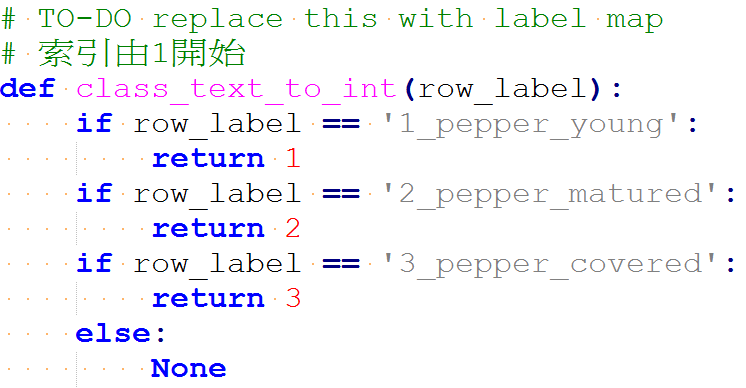 # TO-DO replace this with label map
# 索引由1開始
def class_text_to_int(row_label):
    if row_label == '1_pepper_young':
        return 1
    if row_label == '2_pepper_matured':
        return 2
    if row_label == '3_pepper_covered':
        return 3
    else:
        None